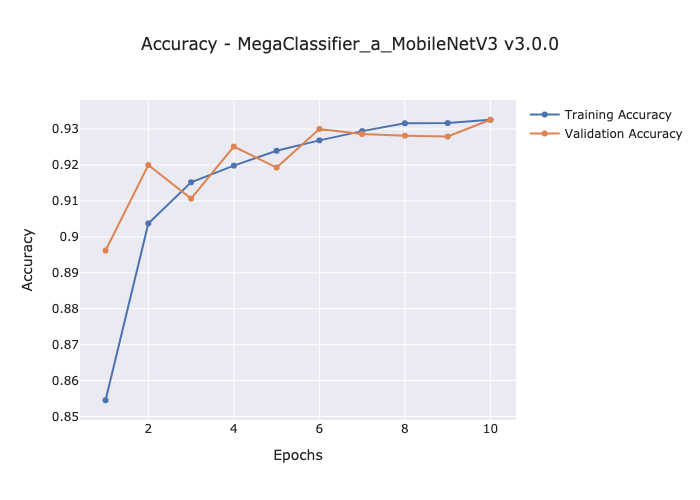 Accuracy - MegaClassifier_a_MobileNetV3 v3.0.0
Training Accuracy
Validation Accuracy
Accuracy
0.93
0.92
0.91
0.9
0.89
0.88
0.87
0.86
0.85
2 4 6 8 10
Epochs